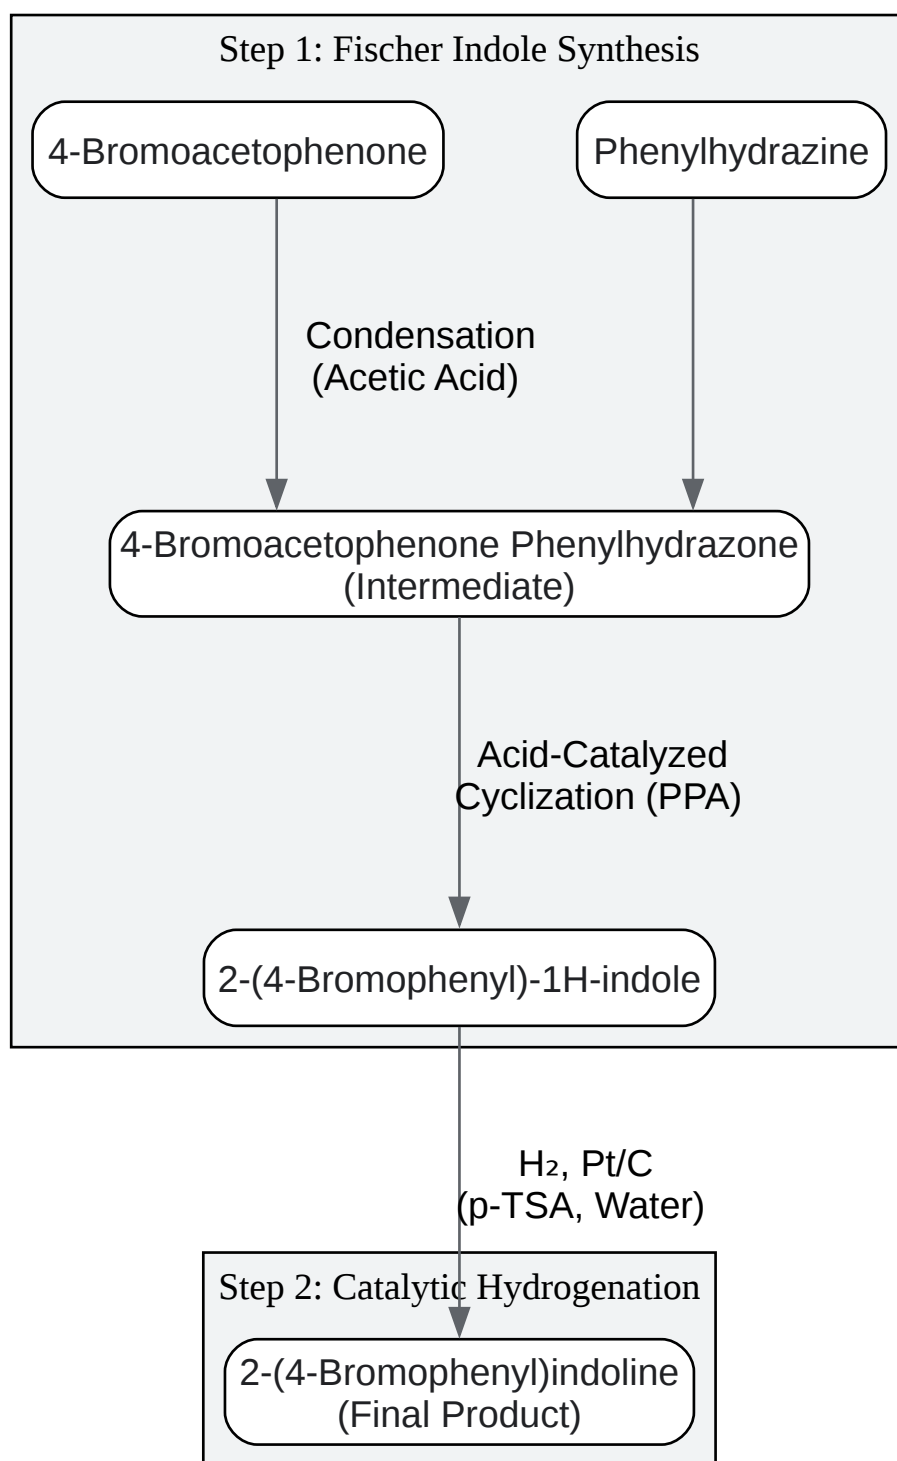 Step 1: Fischer Indole Synthesis
4-Bromoacetophenone
Phenylhydrazine
Condensation
(Acetic Acid)
4-Bromoacetophenone Phenylhydrazone
(Intermediate)
Acid-Catalyzed
Cyclization (PPA)
2-(4-Bromophenyl)-1H-indole
H₂, Pt/C
(p-TSA, Water)
Step 2: Catalytic Hydrogenation
2-(4-Bromophenyl)indoline
(Final Product)